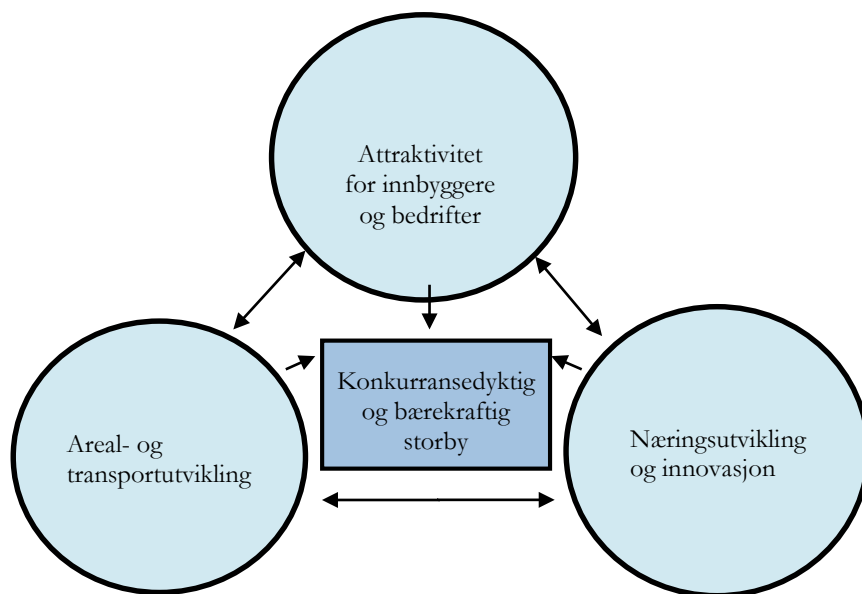 Attraktivitet
for innbyggere
og bedrifter
Konkurransedyktig
og bærekraftig
storby
Areal- og
transportutvikling
Næringsutvikling
og innovasjon